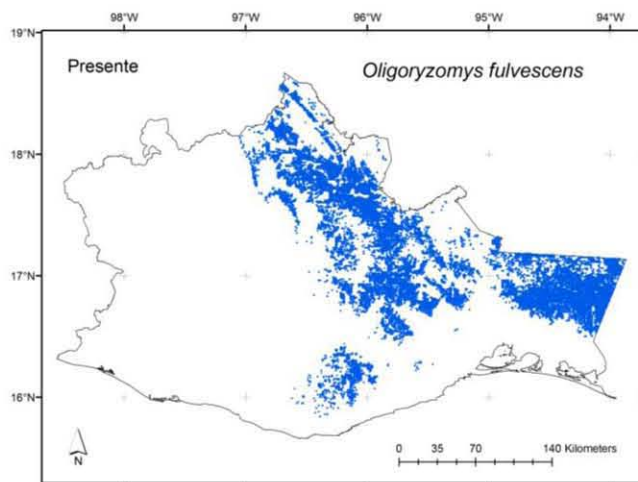 98°W 97°W 96°W 95°W 94°W
19°N
Presente Oligoryzomys fulvescens
18°N
17°N
16°N
0 35 70 140 Kilometers
N